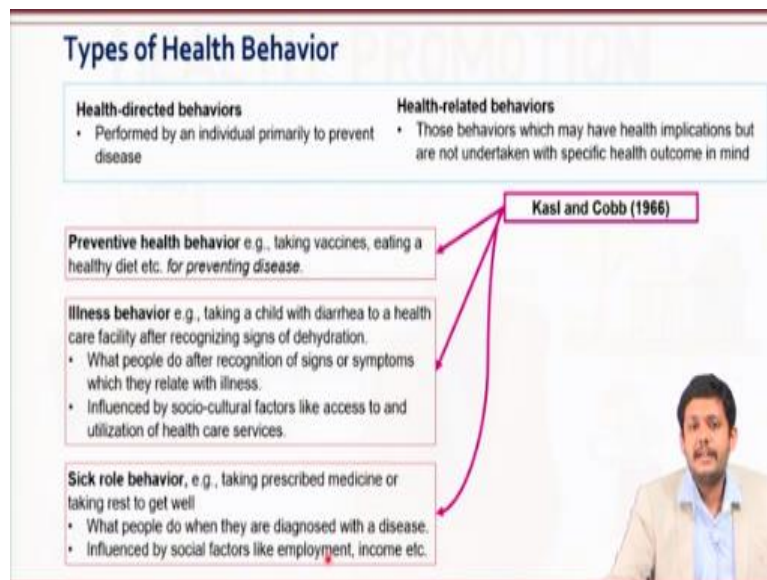 Types of Health Behavior
Health-directed behaviors
• Performed by an individual primarily to prevent
disease
Health-related behaviors
• Those behaviors which may have health implications but
are not undertaken with specific health outcome in mind
Kasl and Cobb (1966)
Preventive health behavior e.g., taking vaccines, eating a
healthy diet etc. for preventing disease.
Illness behavior e.g., taking a child with diarrhea to a health
care facility after recognizing signs of dehydration.
• What people do after recognition of signs or symptoms
which they relate with illness.
• Influenced by socio-cultural factors like access to and
utilization of health care services.
Sick role behavior, e.g., taking prescribed medicine or
taking rest to get well
• What people do when they are diagnosed with a disease.
• Influenced by social factors like employment, income etc.